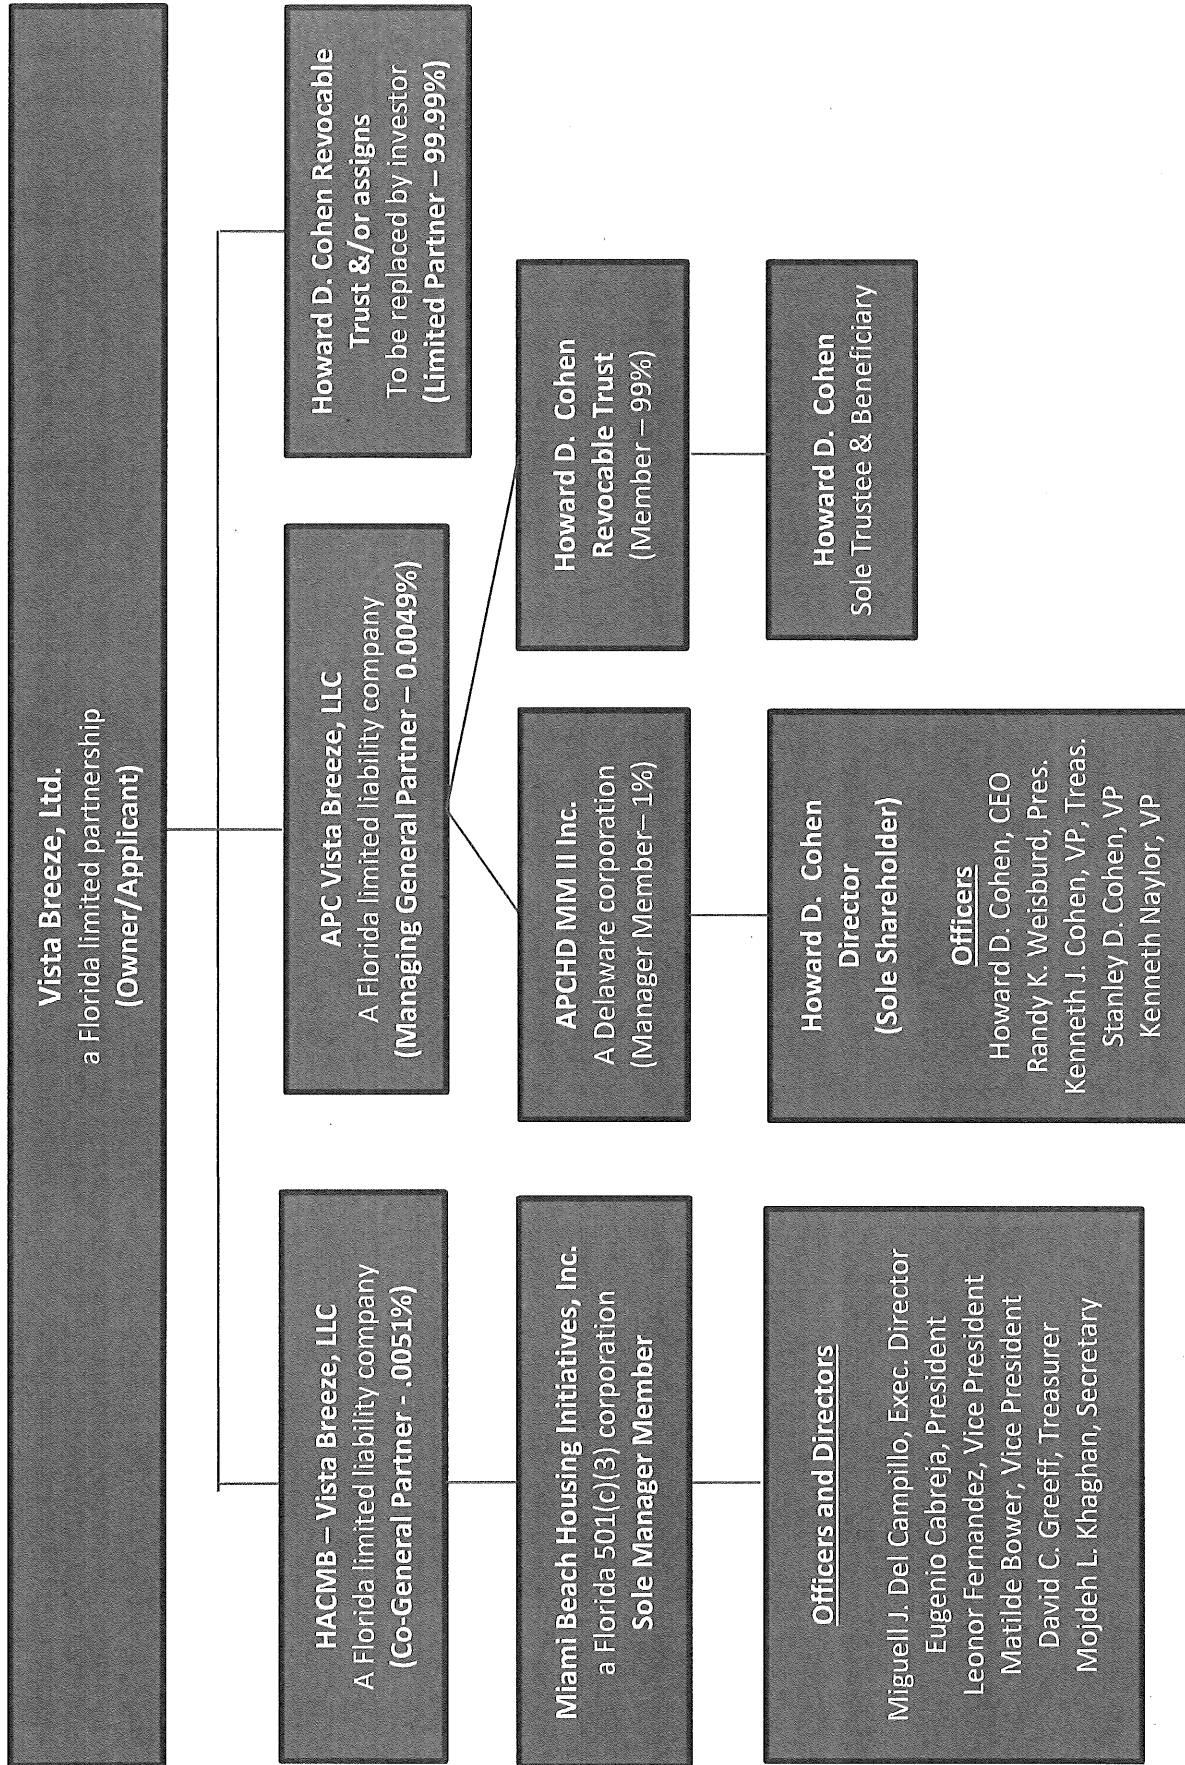 Vista Breeze, Ltd.
a Florida limited partnership
(Owner/Applicant)
HACMB – Vista Breeze, LLC
A Florida limited liability company
(Co-General Partner - .0051%)
APC Vista Breeze, LLC
A Florida limited liability company
(Managing General Partner – 0.0049%)
Howard D. Cohen Revocable
Trust &/or assigns
To be replaced by investor
(Limited Partner – 99.99%)
Miami Beach Housing Initiatives, Inc.
a Florida 501(c)(3) corporation
Sole Manager Member
APCHD MM II Inc.
A Delaware corporation
(Manager Member– 1%)
Howard D. Cohen
Revocable Trust
(Member – 99%)
Officers and Directors
Miguell J. Del Campillo, Exec. Director
Eugenio Cabreja, President
Leonor Fernandez, Vice President
Matilde Bower, Vice President
David C. Greeff, Treasurer
Mojdeh L. Khaghan, Secretary
Howard D. Cohen
Director
(Sole Shareholder)
Officers
Howard D. Cohen, CEO
Randy K. Weisburd, Pres.
Kenneth J. Cohen, VP, Treas.
Stanley D. Cohen, VP
Kenneth Naylor, VP
Howard D. Cohen
Sole Trustee & Beneficiary